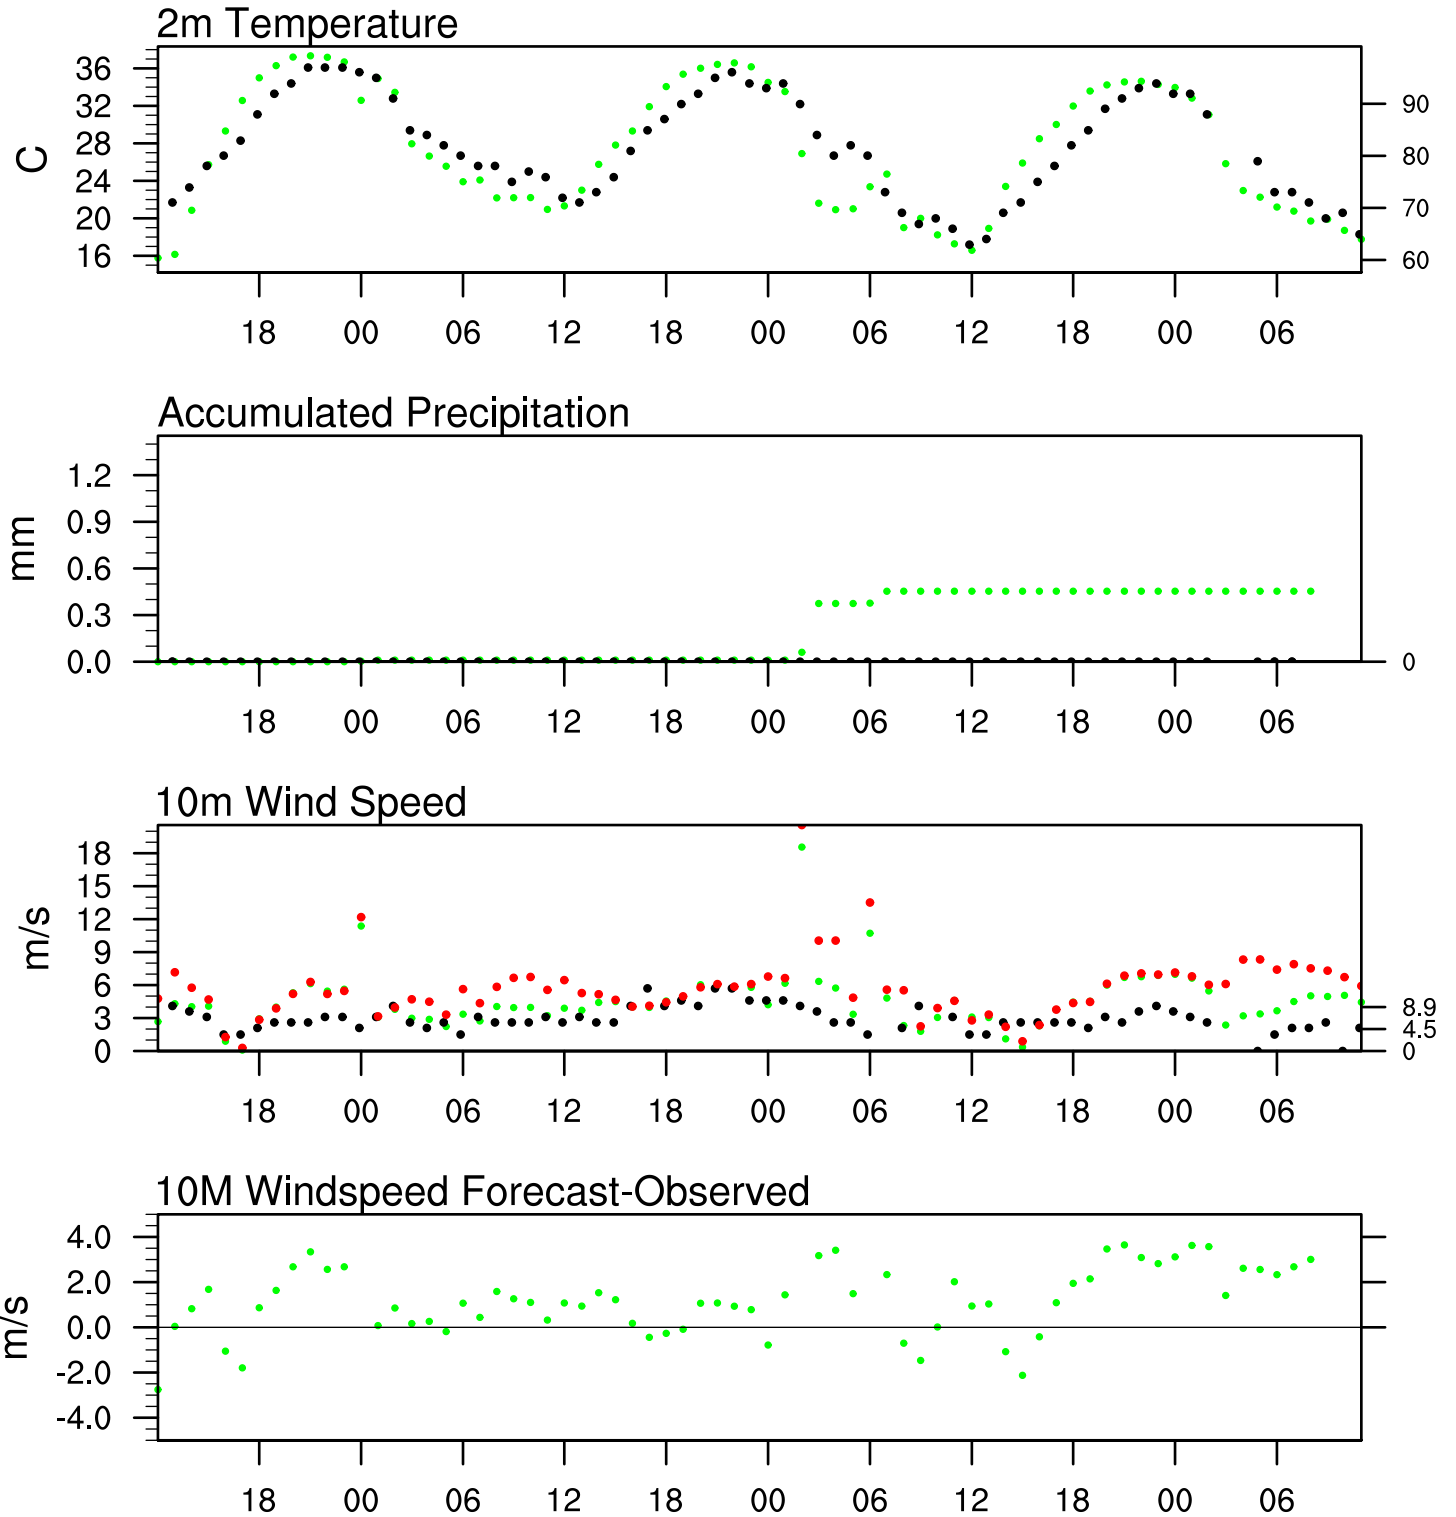 2m Temperature
36
32
28
24
20
16
C
90
80
70
60
18 00 06 12 18 00 06 12 18 00 06
Accumulated Precipitation
1.2
0.9
0.6
0.3
0.0
mm
0
18 00 06 12 18 00 06 12 18 00 06
10m Wind Speed
18
15
12
9
6
3
0
m/s
8.9
4.5
0
18 00 06 12 18 00 06 12 18 00 06
10M Windspeed Forecast-Observed
4.0
2.0
0.0
-2.0
-4.0
m/s
18 00 06 12 18 00 06 12 18 00 06